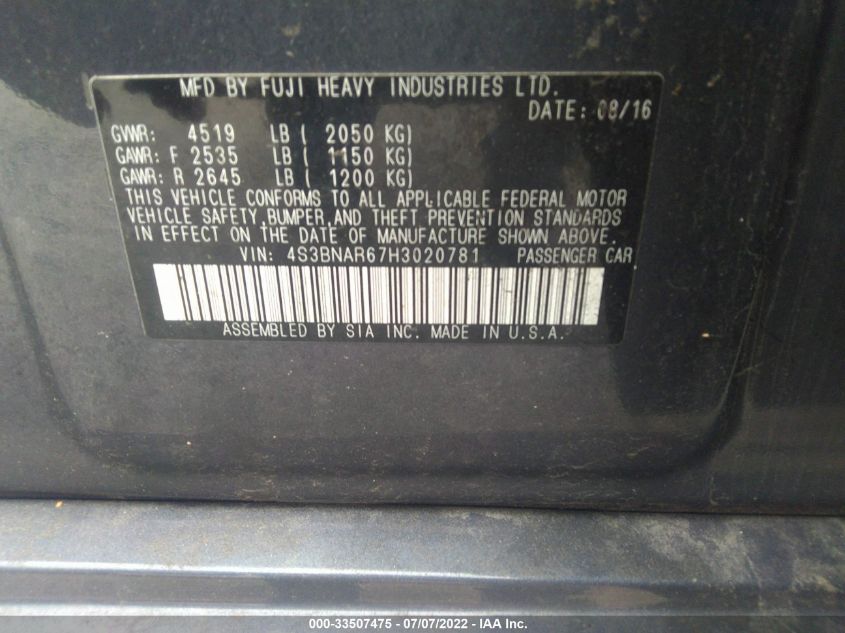 MFD BY FUJI HEAVY INDUSTRIES LTD.
DATE: 08/16
GVWR: 4519 LB ( 2050 KG)
GAWR: F 2535 LB ( 1150 KG)
GAWR: R 2645 LB ( 1200 KG)
THIS VEHICLE CONFORMS TO ALL APPLICABLE FEDERAL MOTOR
VEHICLE SAFETY, BUMPER, AND THEFT PREVENTION STANDARDS
IN EFFECT ON THE DATE OF MANUFACTURE SHOWN ABOVE.
VIN: 4S3BNAR67H3020781 PASSENGER CAR
ASSEMBLED BY SIA INC. MADE IN U.S.A.
000-33507475 - 07/07/2022 - IAA Inc.